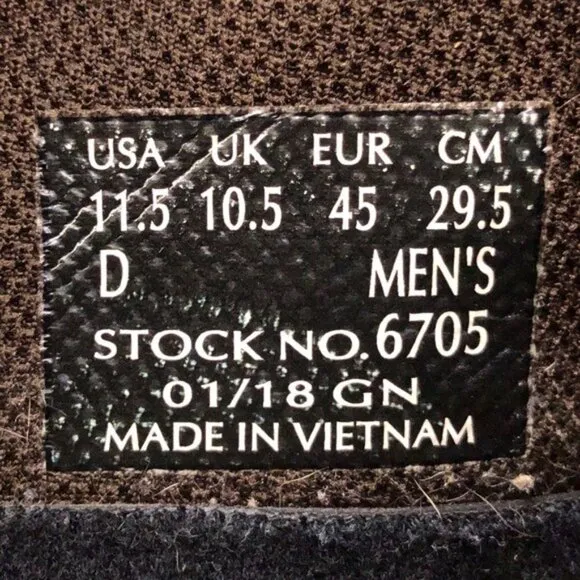 USA UK EUR CM
11.5 10.5 45 29.5
D MEN'S
STOCK NO. 6705
01/18 GN
MADE IN VIETNAM